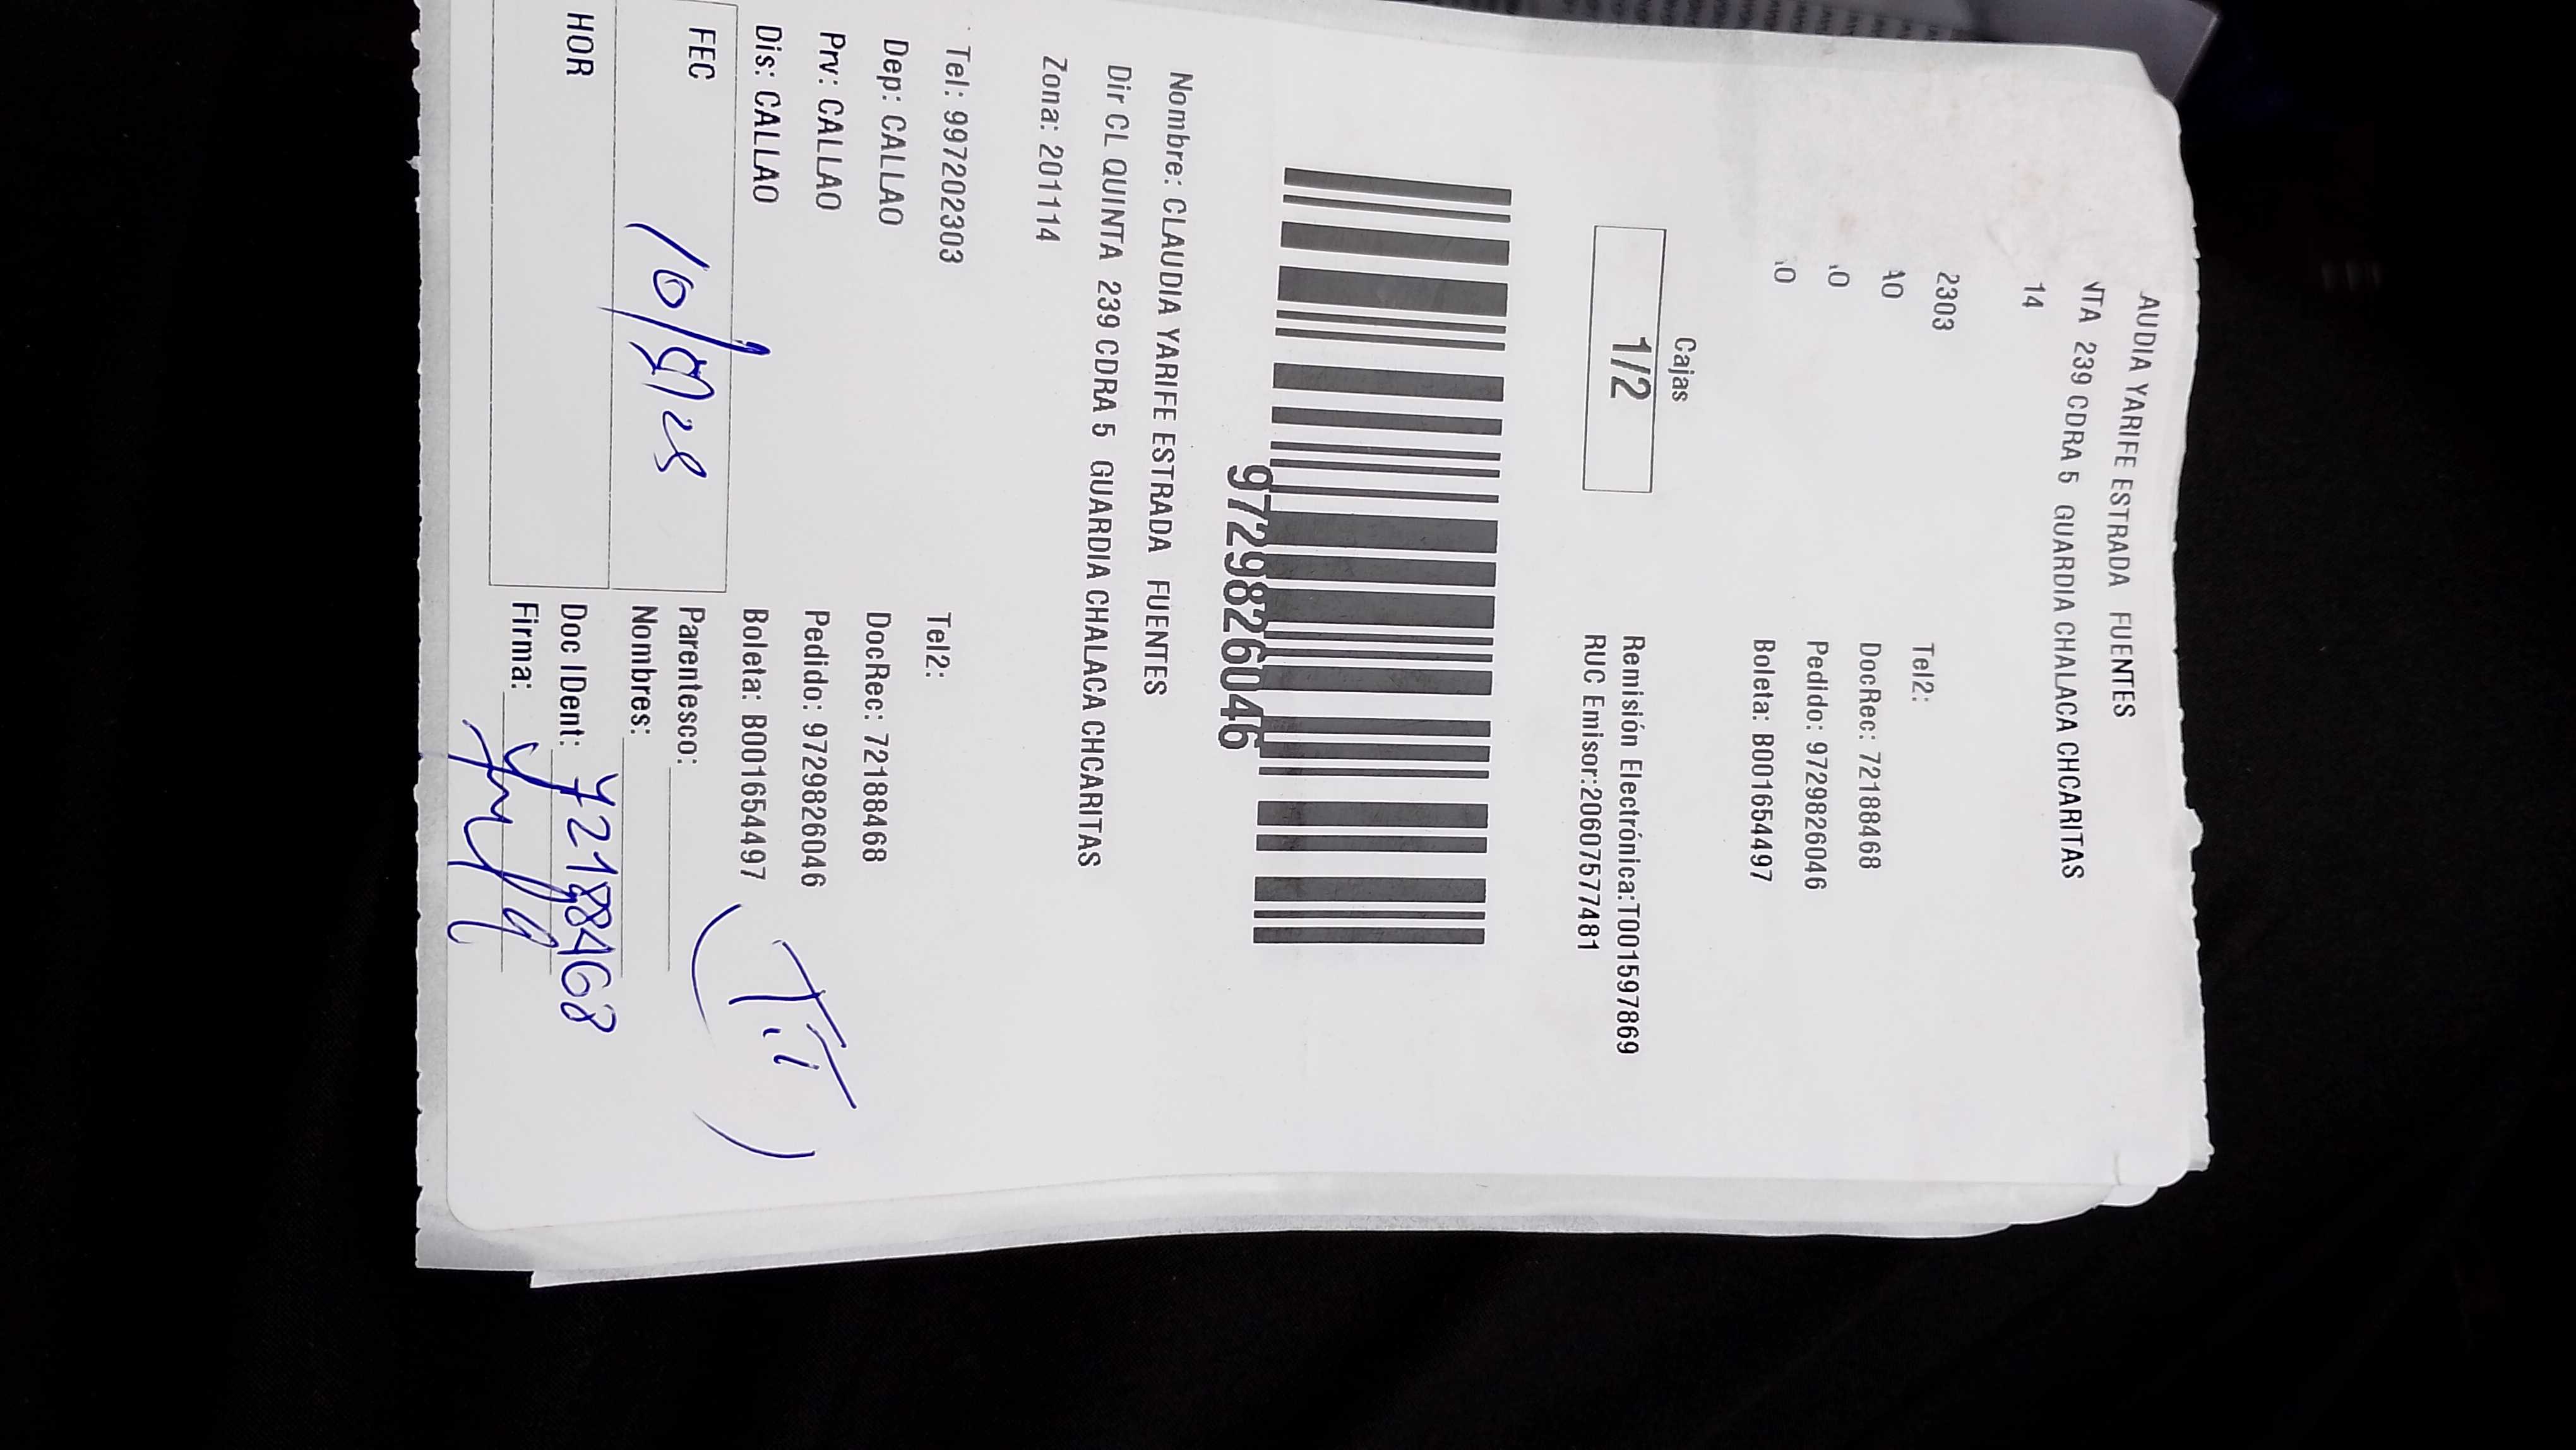 AUDIA YARIFE ESTRADA FUENTES
NTA 239 CDRA 5 GUARDIA CHALACA CHCARITAS
14
2303
Tel2:
AO
DocRec: 72188468
O
Pedido: 9729826046
O
Boleta: B001654497
Cajas
1/2
Remisión Electrónica:T001597869
RUC Emisor:20607577481
9729826046
Nombre: CLAUDIA YARIFE ESTRADA FUENTES
Dir CL QUINTA 239 CDRA 5 GUARDIA CHALACA CHCARITAS
Zona: 201114
Tel: 997202303
Tel2:
Dep: CALLAO
DocRec: 72188468
Prv: CALLAO
Pedido: 9729826046
Dis: CALLAO
Boleta: B001654497
(Tití)
FEC
Parentesco:
Nombres:
HOR
Doc IDent: 72188468
Firma: